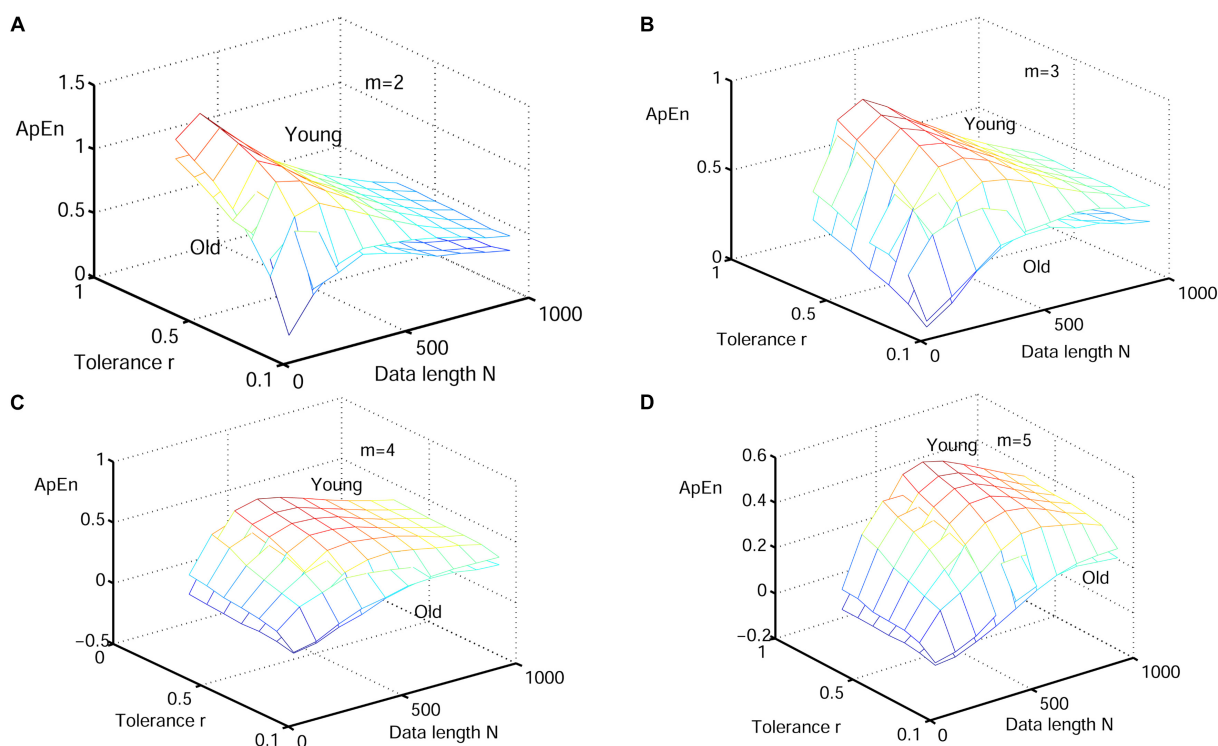 A
1.5
ApEn
1
0.5
0
m=2
Young
Old
1
0.5
0.1
Tolerance r
0
500
1000
Data length N
B
1
ApEn
0.5
0
m=3
Young
Old
1
0.5
0.1
Tolerance r
0
500
1000
Data length N
C
1
ApEn
0.5
0
−0.5
m=4
Young
Old
0
0.5
0.1
Tolerance r
0
500
1000
Data length N
D
0.6
ApEn
0.4
0.2
0
−0.2
Young
m=5
Old
1
0.5
0.1
Tolerance r
0
500
1000
Data length N